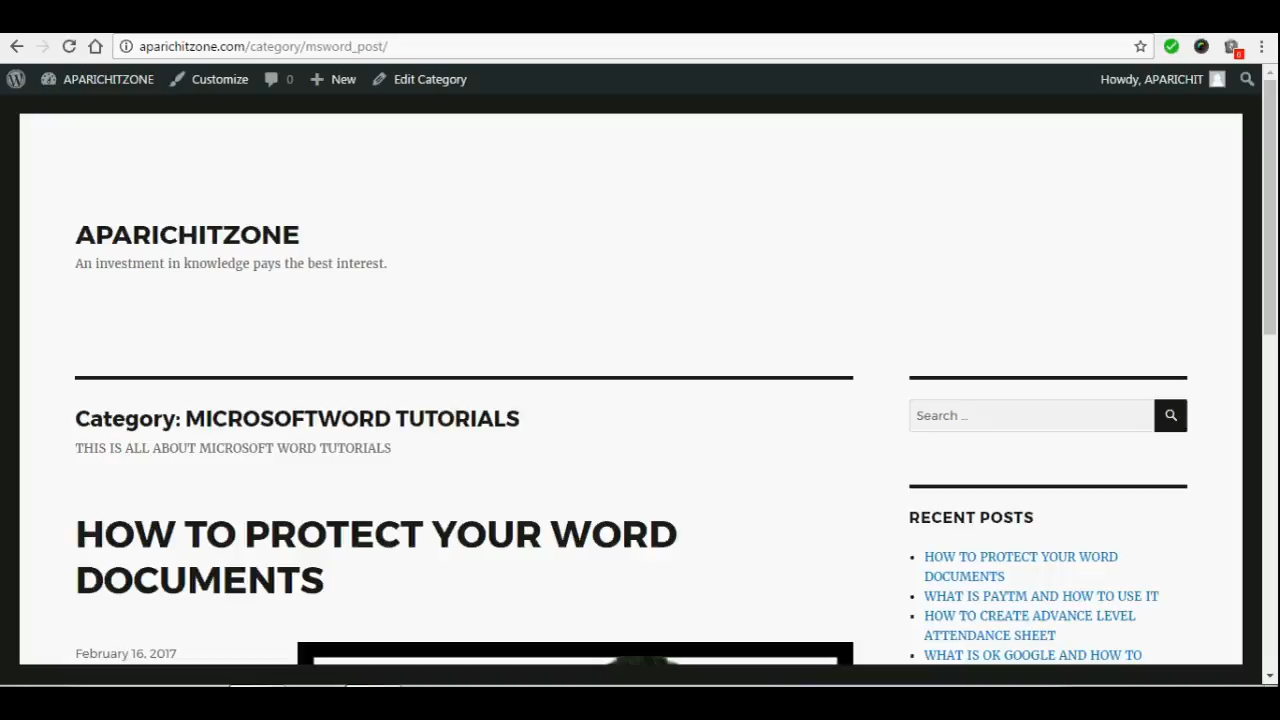 aparichitzone.com/category/msword_post/
6
APARICHITZONE
Customize
0
New
Edit Category
Howdy, APARICHIT
APARICHITZONE
An investment in knowledge pays the best interest.
Category: MICROSOFTWORD TUTORIALS
THIS IS ALL ABOUT MICROSOFT WORD TUTORIALS
HOW TO PROTECT YOUR WORD
DOCUMENTS
February 16, 2017
Search ...
RECENT POSTS
HOW TO PROTECT YOUR WORD
DOCUMENTS
WHAT IS PAYTM AND HOW TO USE IT
HOW TO CREATE ADVANCE LEVEL
ATTENDANCE SHEET
WHAT IS OK GOOGLE AND HOW TO